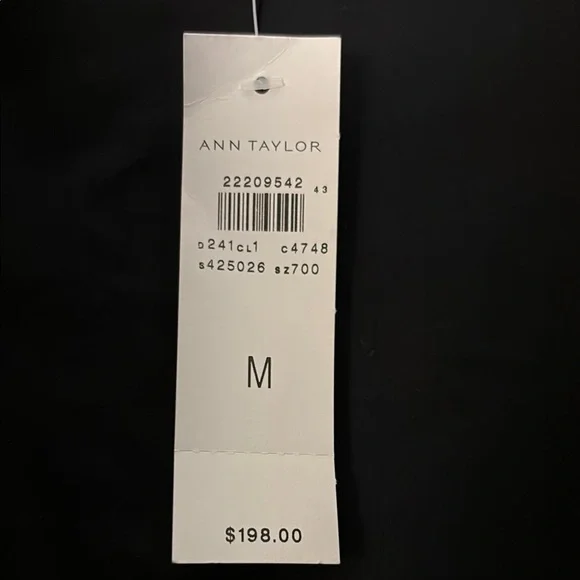 ANN TAYLOR
22209542 43
D241CL1 C4748
S425026 SZ700
M
$198.00